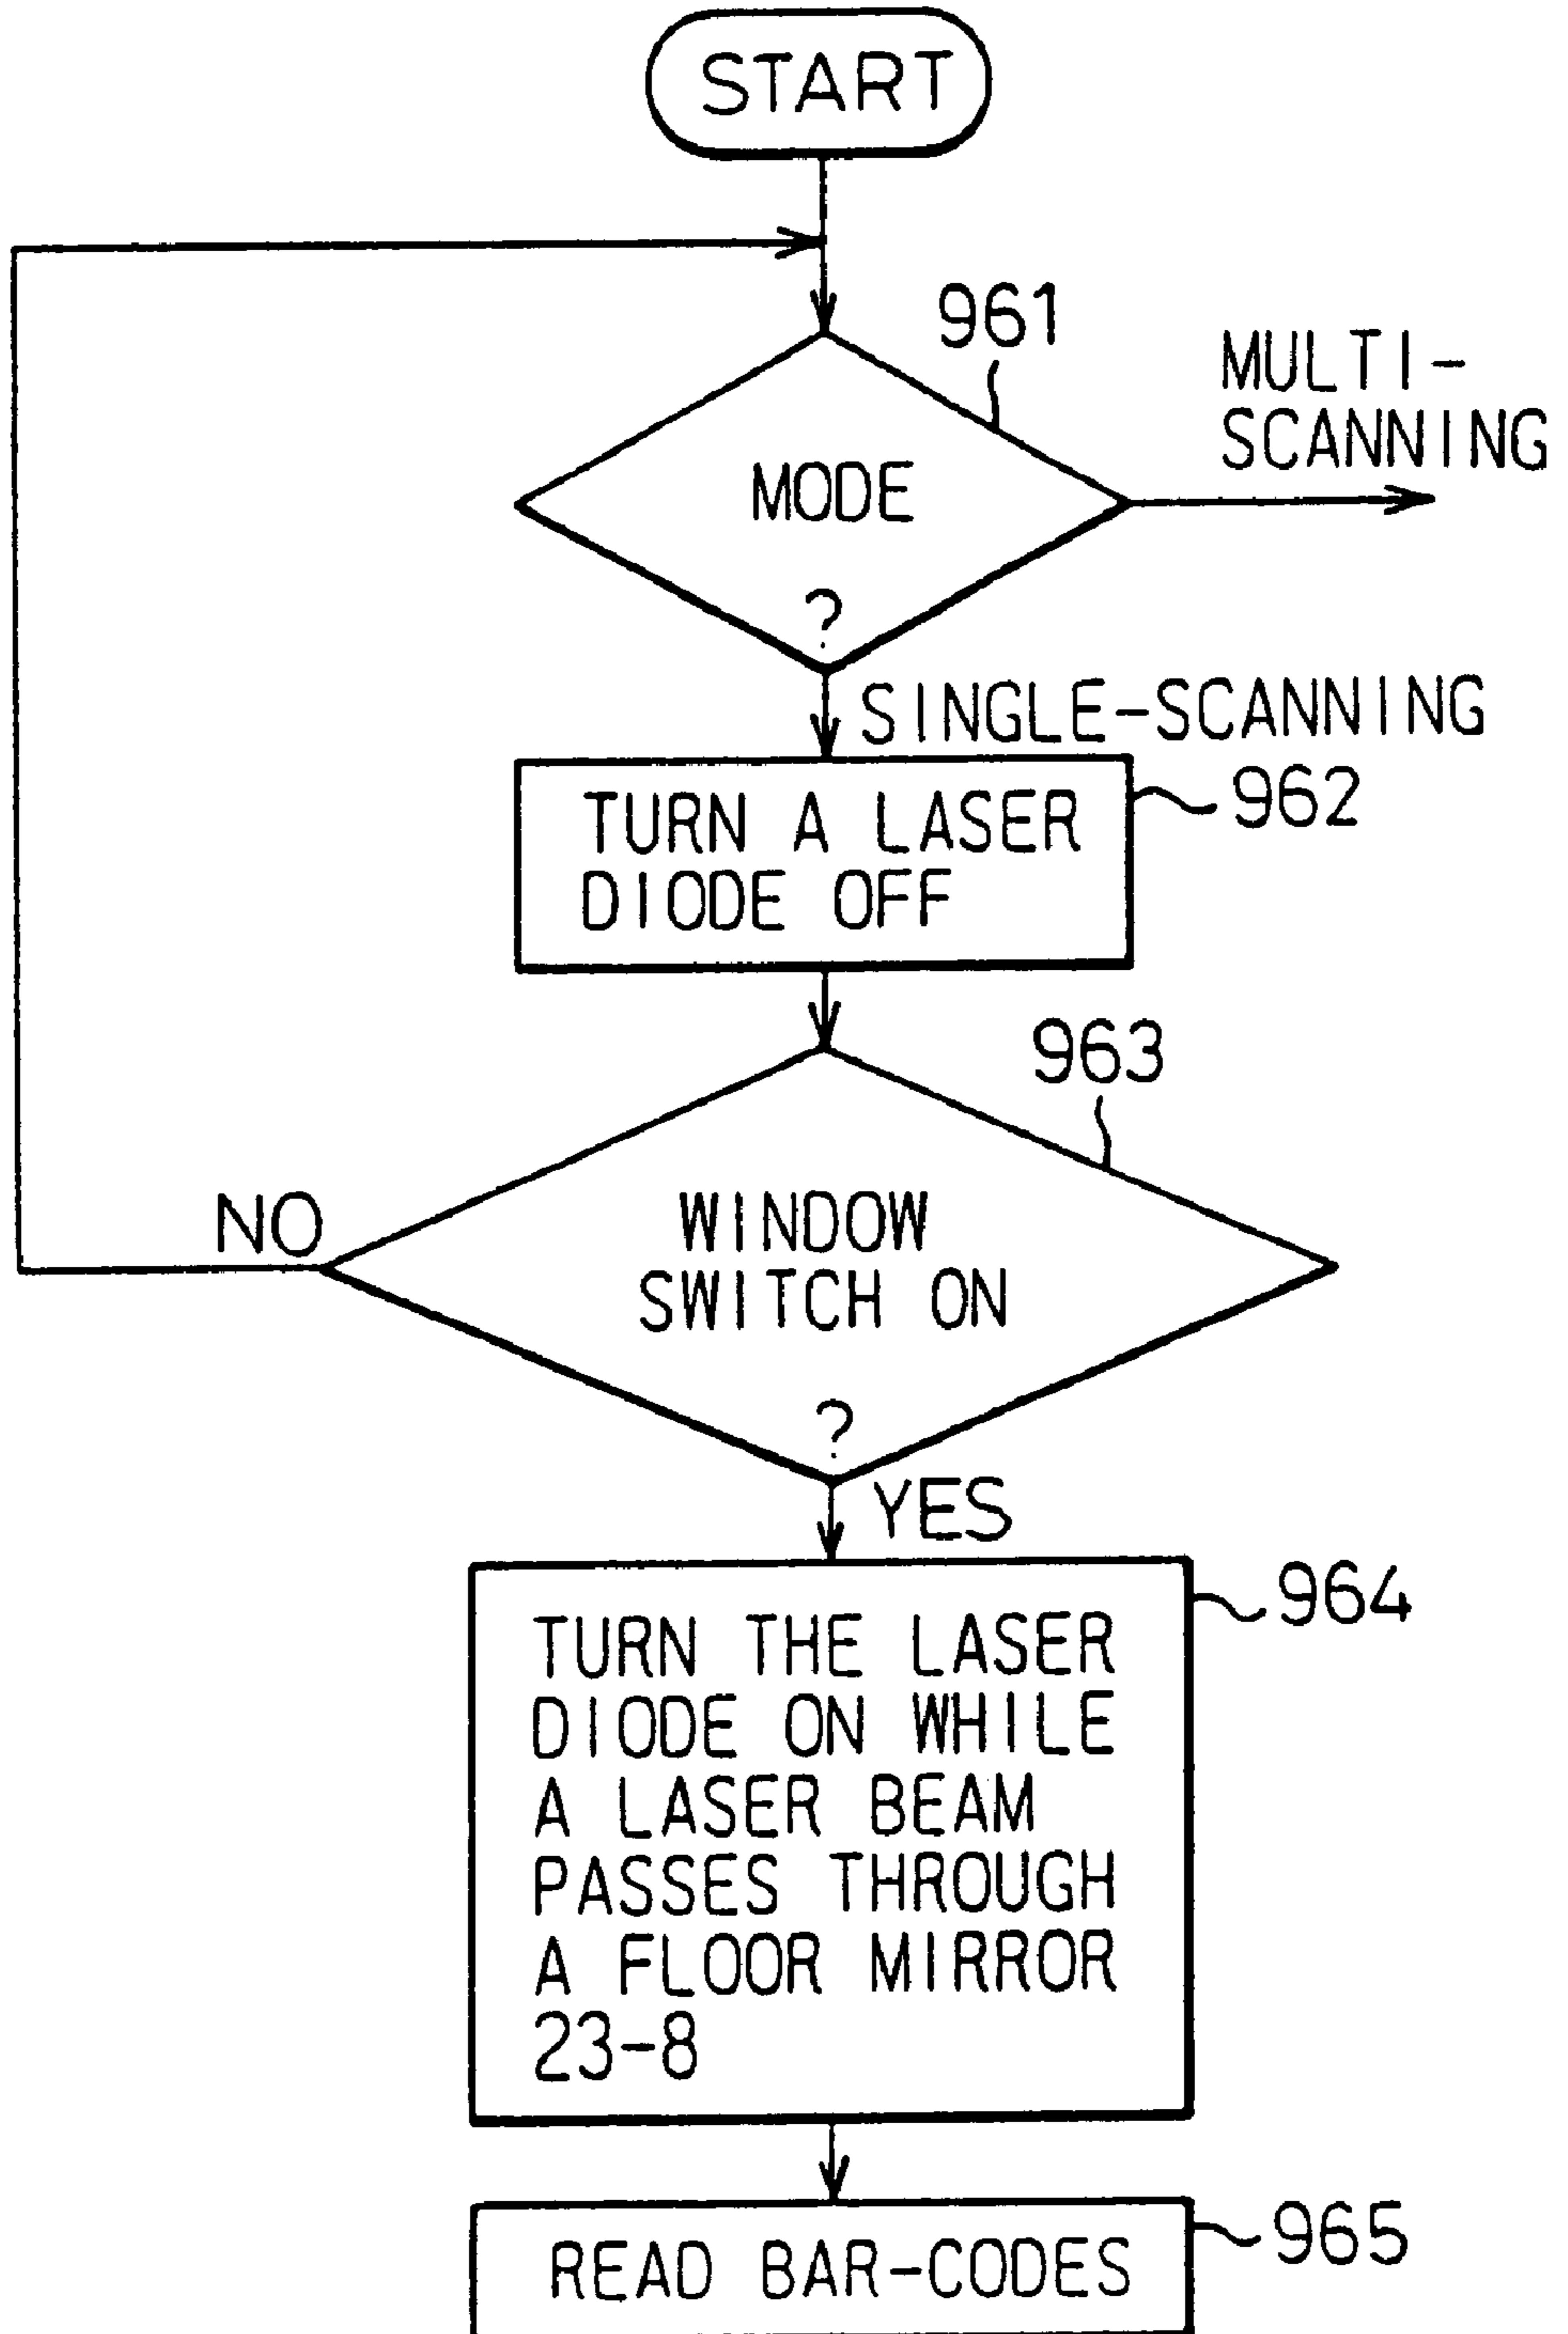 START
961
MULTI-
SCANNING
MODE
?
SINGLE-SCANNING
TURN A LASER
DIODE OFF
962
963
NO
WINDOW
SWITCH ON
?
YES
964
TURN THE LASER
DIODE ON WHILE
A LASER BEAM
PASSES THROUGH
A FLOOR MIRROR
23-8
965
READ BAR-CODES